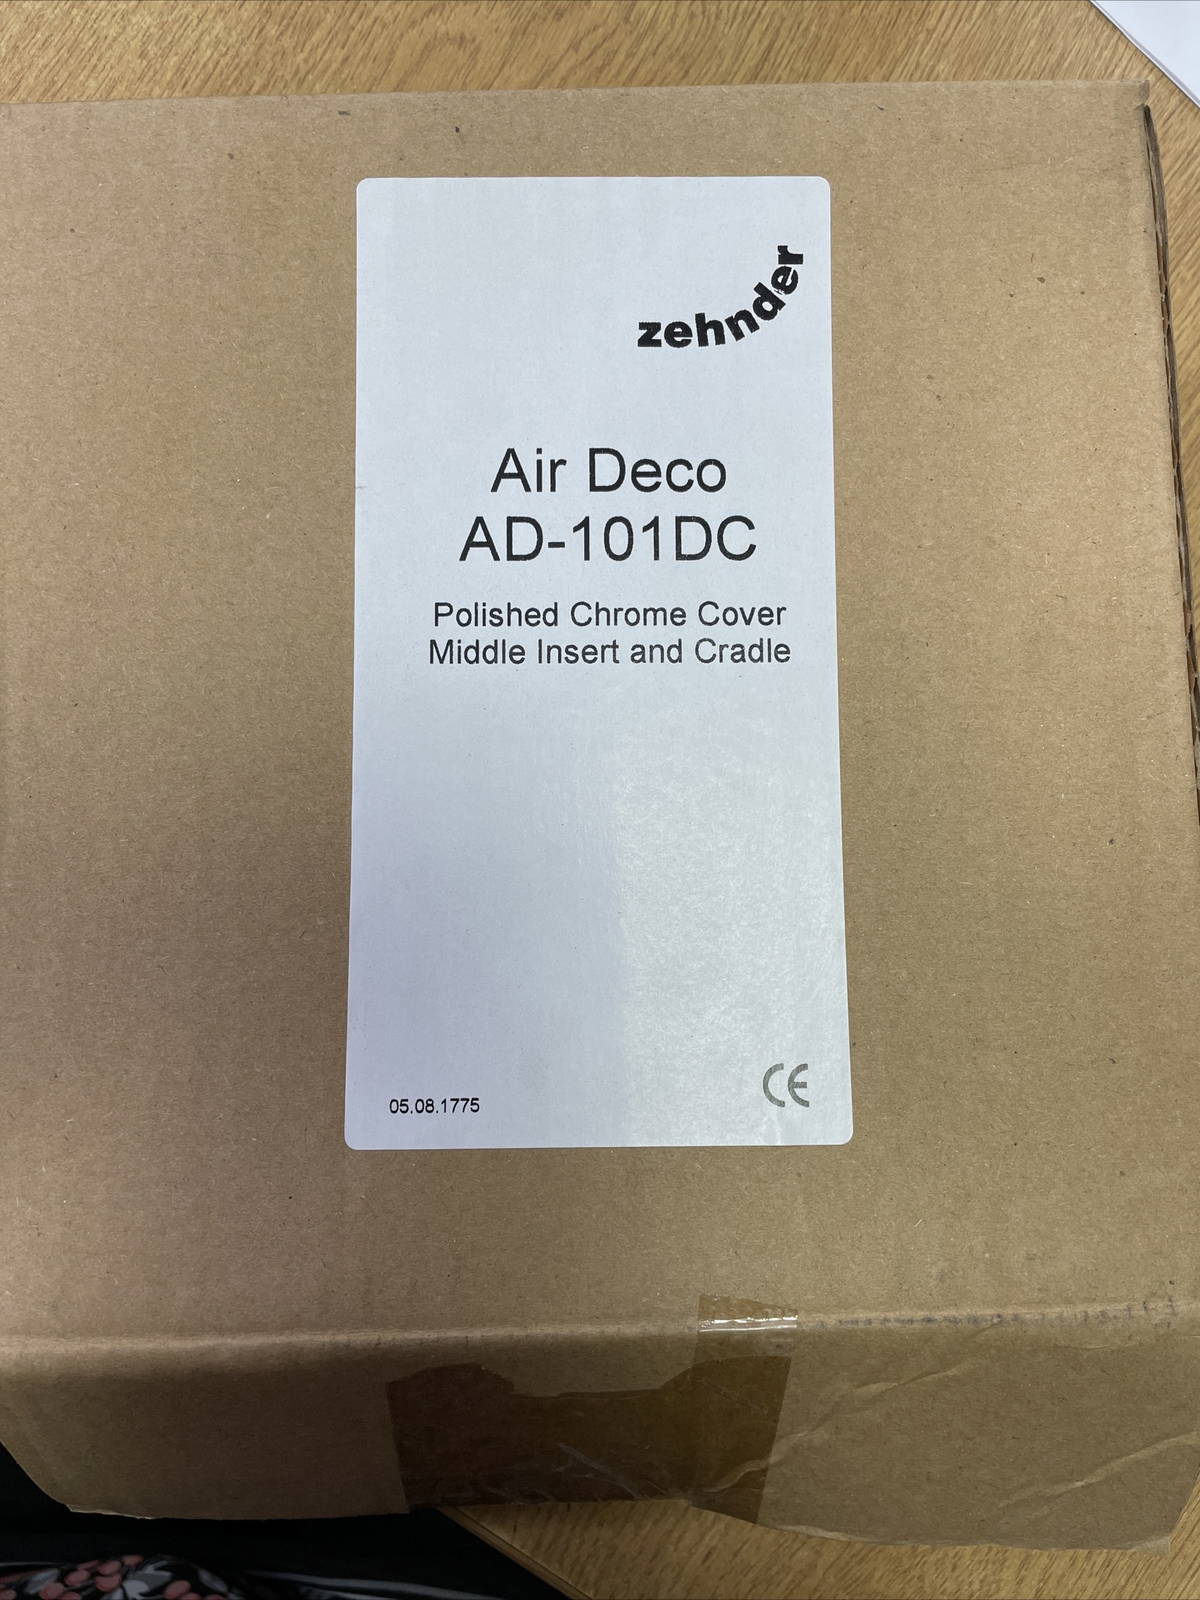 zehnder
Air Deco
AD-101DC
Polished Chrome Cover
Middle Insert and Cradle
05.08.1775
CE